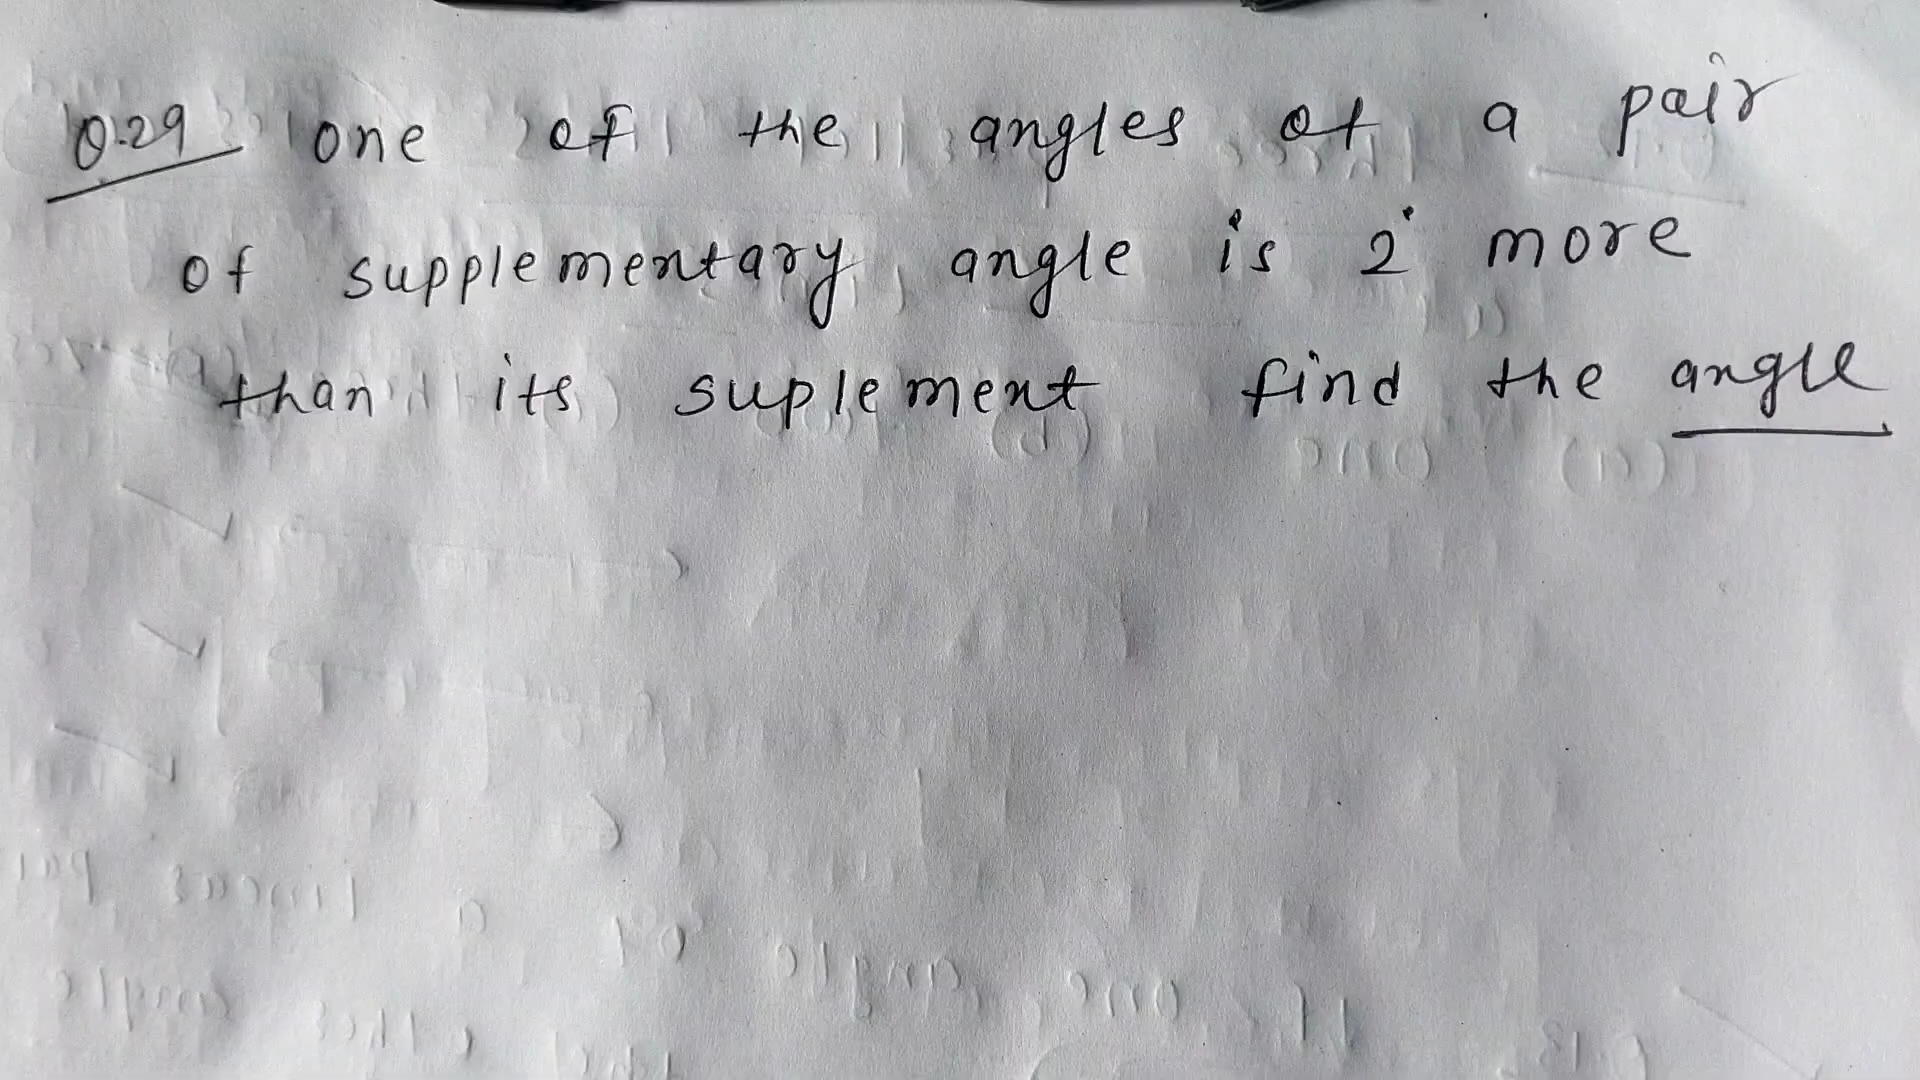 Q.29 one of the angles of a pair
of supplementary angle is 2° more
than its suplement find the angle